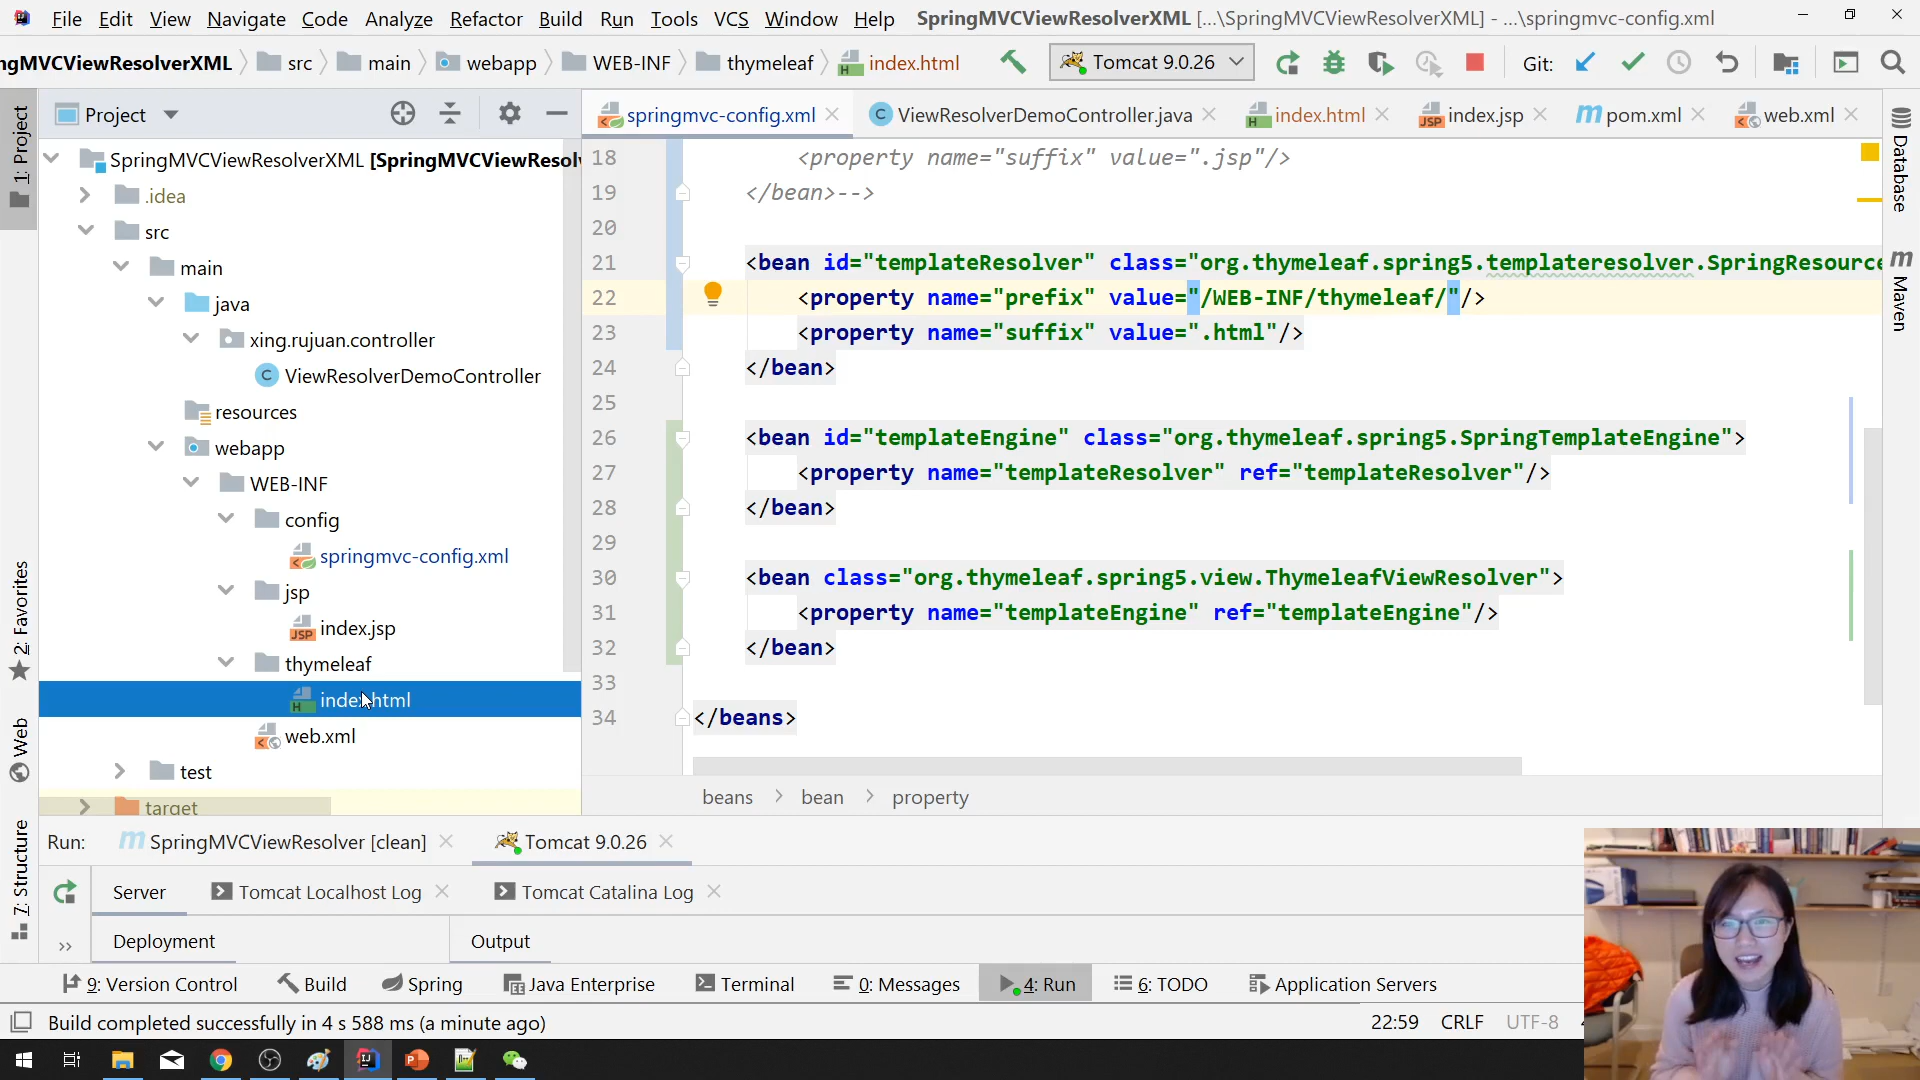 File Edit View Navigate Code Analyze Refactor Build Run Tools VCS Window Help SpringMVCViewResolverXML [...\SpringMVCViewResolverXML] - ...\springmvc-config.xml
ngMVCViewResolverXML src main webapp WEB-INF thymeleaf index.html Tomcat 9.0.26 Git:
Project
springmvc-config.xml ViewResolverDemoController.java index.html index.jsp pom.xml web.xml
1: Project
2: Favorites
Web
7: Structure
Database
Maven
SpringMVCViewResolverXML [SpringMVCViewResol
.idea
src
main
java
xing.rujuan.controller
ViewResolverDemoController
resources
webapp
WEB-INF
config
springmvc-config.xml
jsp
index.jsp
thymeleaf
index.html
web.xml
test
target
18 <property name="suffix" value=".jsp"/>
19 </bean>-->
20
21 <bean id="templateResolver" class="org.thymeleaf.spring5.templateresolver.SpringResource
22 <property name="prefix" value="/WEB-INF/thymeleaf/"/>
23 <property name="suffix" value=".html"/>
24 </bean>
25
26 <bean id="templateEngine" class="org.thymeleaf.spring5.SpringTemplateEngine">
27 <property name="templateResolver" ref="templateResolver"/>
28 </bean>
29
30 <bean class="org.thymeleaf.spring5.view.ThymeleafViewResolver">
31 <property name="templateEngine" ref="templateEngine"/>
32 </bean>
33
34 </beans>
beans bean property
Run: SpringMVCViewResolver [clean] Tomcat 9.0.26
Server Tomcat Localhost Log Tomcat Catalina Log
Deployment Output
9: Version Control Build Spring Java Enterprise Terminal 0: Messages 4: Run 6: TODO Application Servers
Build completed successfully in 4 s 588 ms (a minute ago) 22:59 CRLF UTF-8